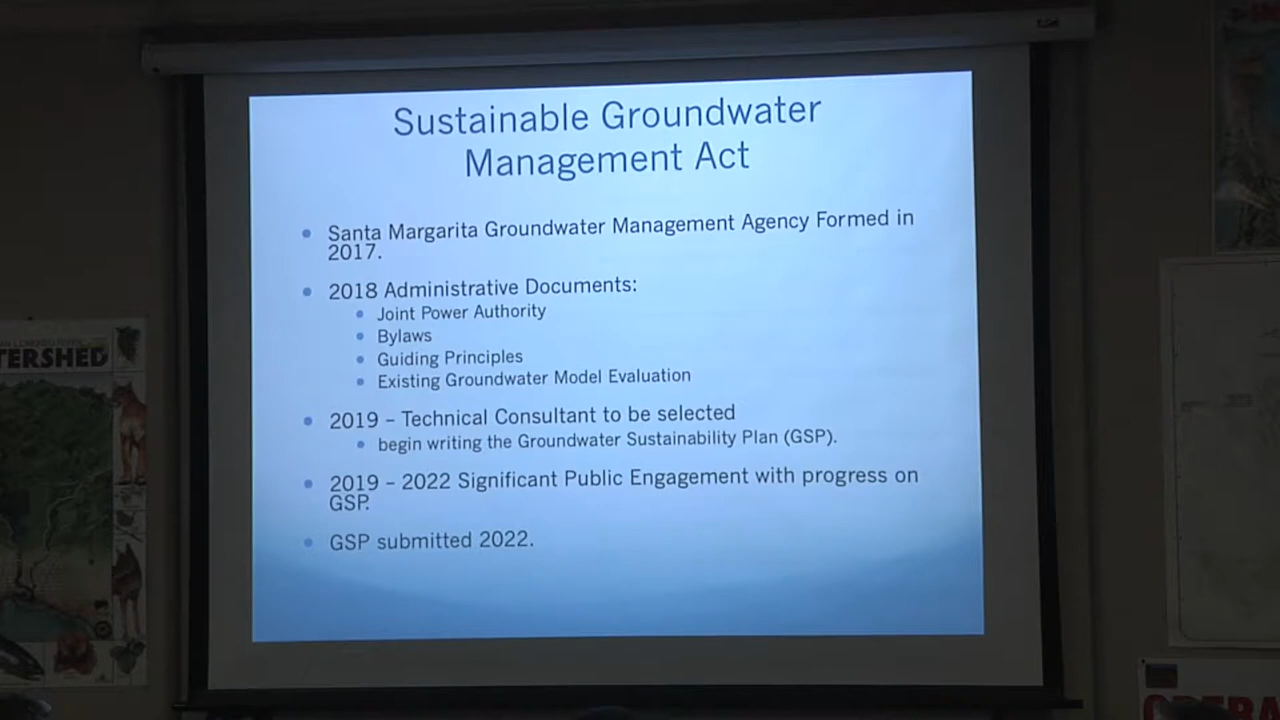 Sustainable Groundwater
Management Act
Santa Margarita Groundwater Management Agency Formed in
2017.
2018 Administrative Documents:
Joint Power Authority
Bylaws
Guiding Principles
Existing Groundwater Model Evaluation
2019 – Technical Consultant to be selected
begin writing the Groundwater Sustainability Plan (GSP).
2019 – 2022 Significant Public Engagement with progress on
GSP.
GSP submitted 2022.
TERSHED